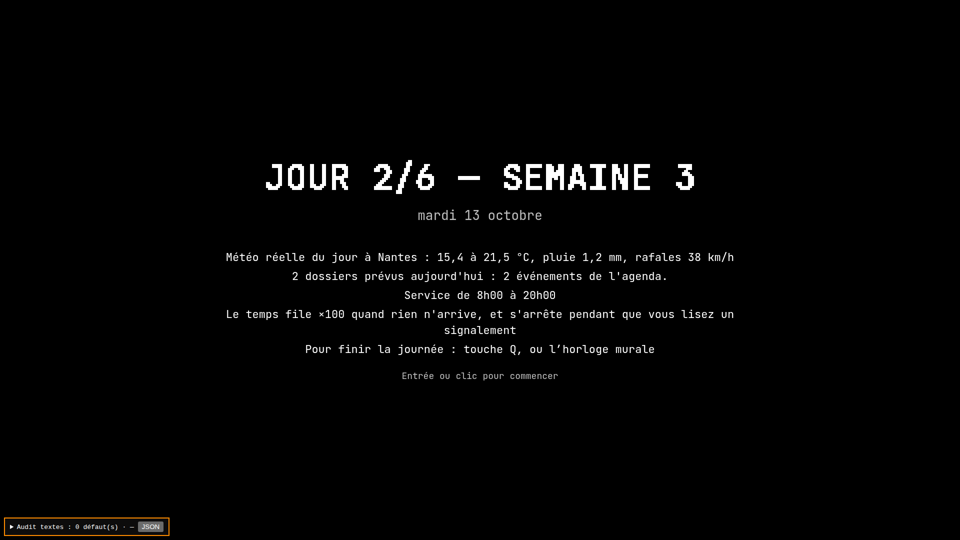 JOUR 2/6 — SEMAINE 3
mardi 13 octobre
Météo réelle du jour à Nantes : 15,4 à 21,5 °C, pluie 1,2 mm, rafales 38 km/h
2 dossiers prévus aujourd'hui : 2 événements de l'agenda.
Service de 8h00 à 20h00
Le temps file ×100 quand rien n'arrive, et s'arrête pendant que vous lisez un
signalement
Pour finir la journée : touche Q, ou l’horloge murale
Entrée ou clic pour commencer
▶ Audit textes : 0 défaut(s) · — JSON